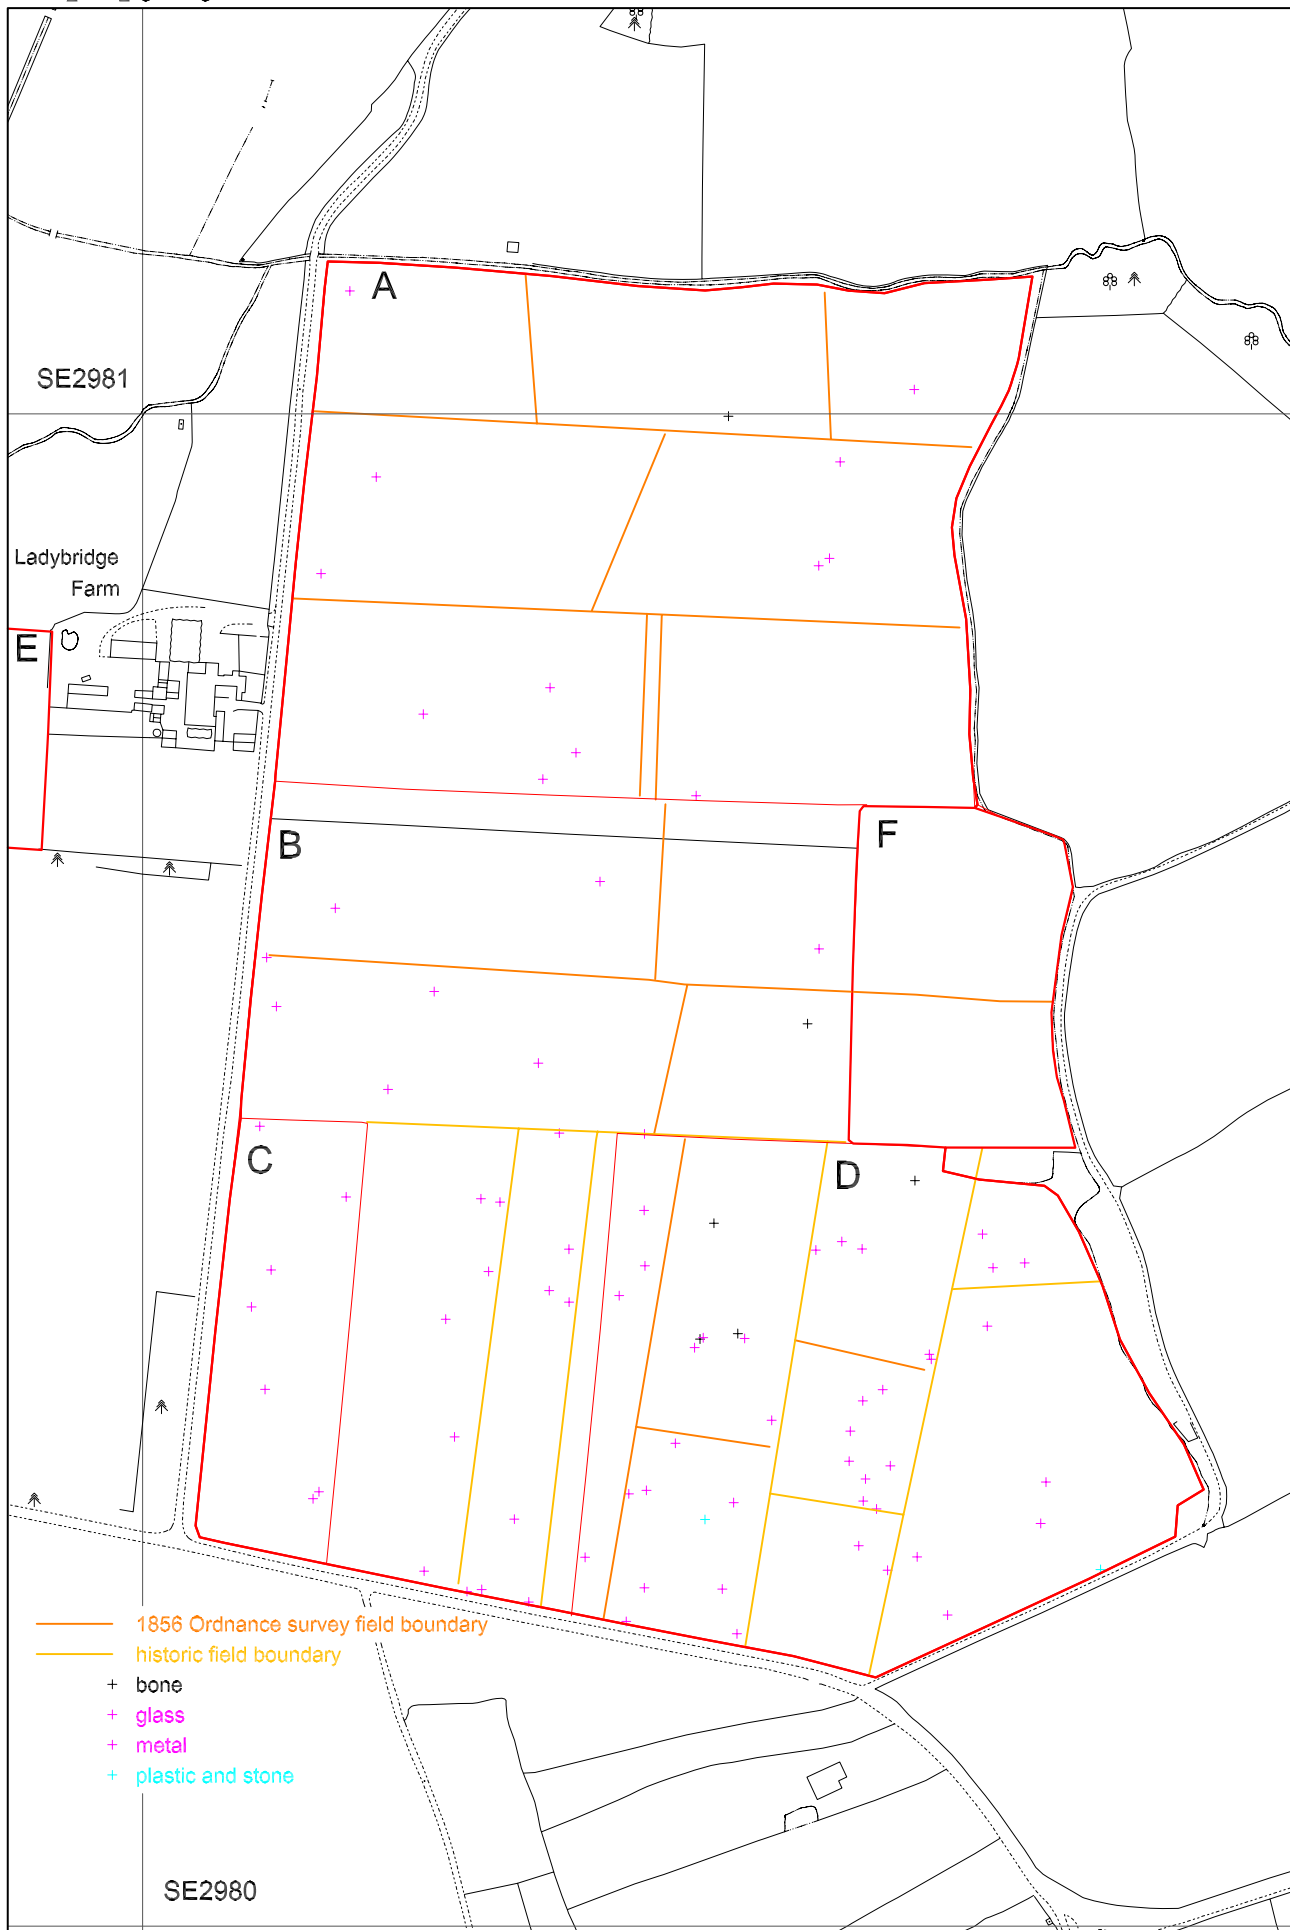 A
SE2981
Ladybridge
Farm
E
B
F
C
D
1856 Ordnance survey field boundary
historic field boundary
bone
glass
metal
plastic and stone
SE2980